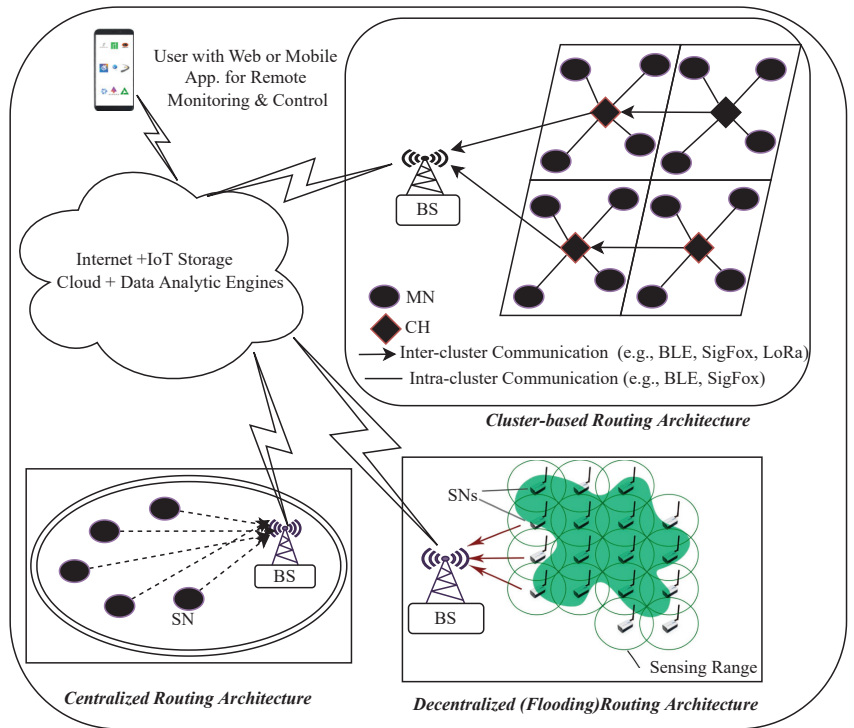 User with Web or Mobile
App. for Remote
Monitoring & Control
BS
Internet +IoT Storage
Cloud + Data Analytic Engines
MN
CH
Inter-cluster Communication (e.g., BLE, SigFox, LoRa)
Intra-cluster Communication (e.g., BLE, SigFox)
Cluster-based Routing Architecture
SNs
BS
SN
BS
Sensing Range
Centralized Routing Architecture
Decentralized (Flooding)Routing Architecture